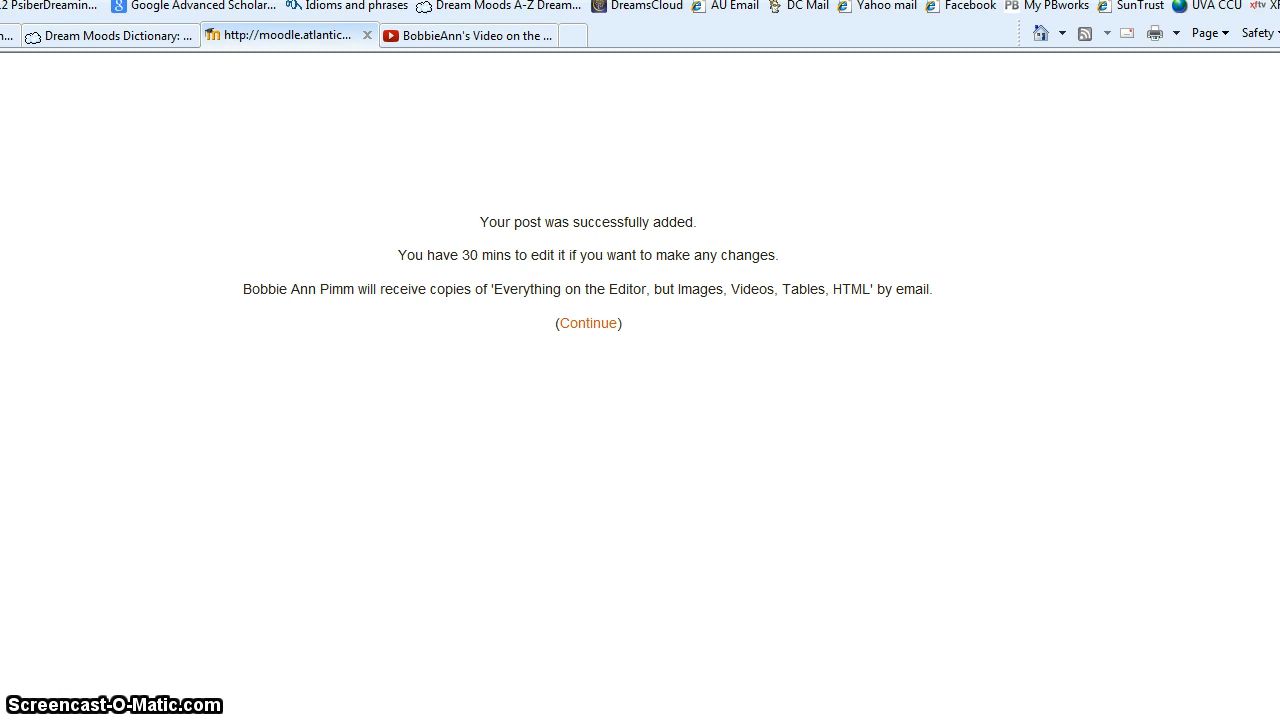 .2 PsiberDreamin... Google Advanced Scholar... Idioms and phrases Dream Moods A-Z Dream... DreamsCloud AU Email DC Mail Yahoo mail Facebook PB My PBworks SunTrust UVA CCU xftv XF
n... Dream Moods Dictionary: ... http://moodle.atlantic... BobbieAnn's Video on the ... Page Safety
Your post was successfully added.
You have 30 mins to edit it if you want to make any changes.
Bobbie Ann Pimm will receive copies of 'Everything on the Editor, but Images, Videos, Tables, HTML' by email.
(Continue)
Screencast-O-Matic.com